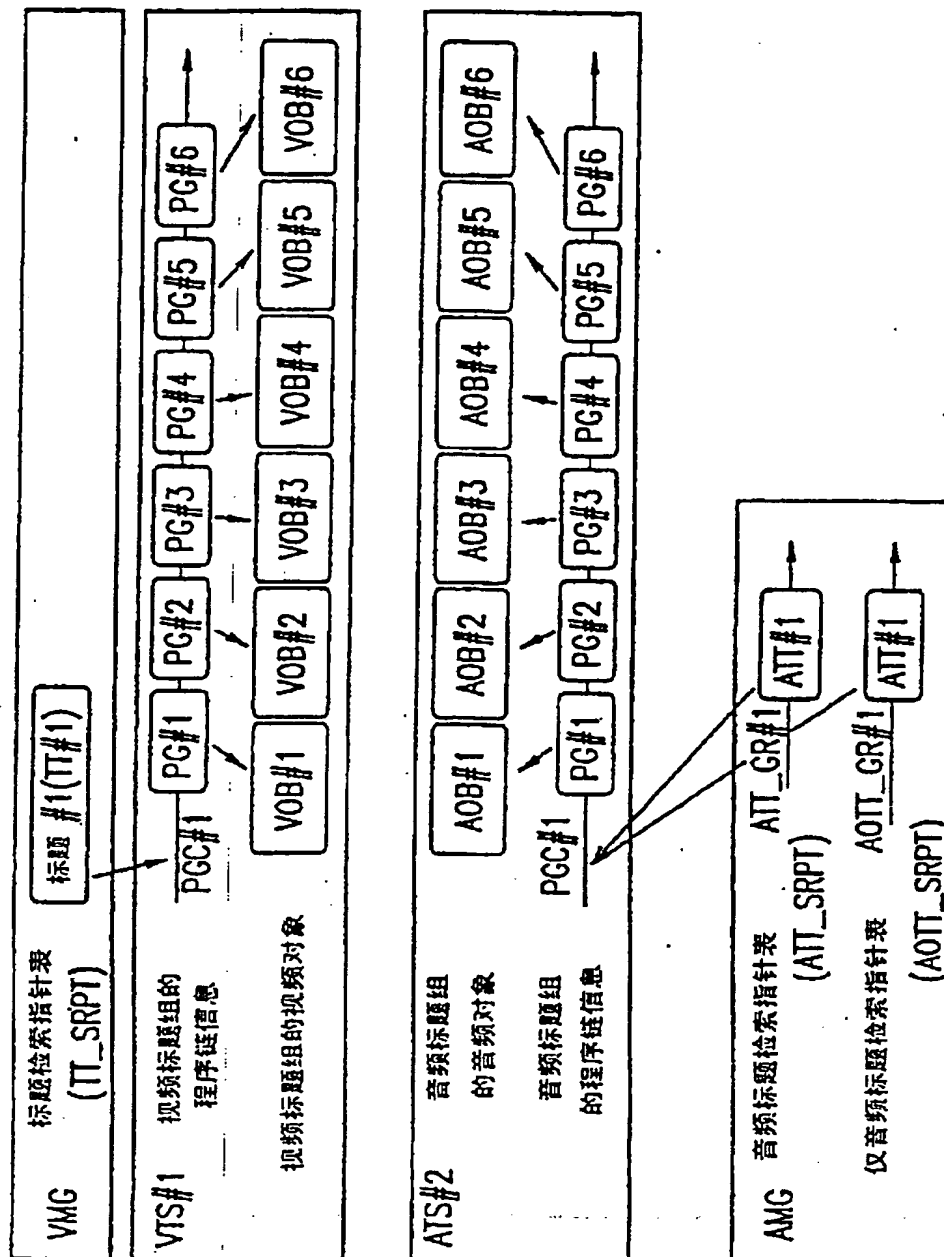 VMG
标题检索指针表
(TT_SRPT)
标题 #1(TT#1)
VTS#1
视频标题组的
程序链信息
PGC#1
PG#1 PG#2 PG#3 PG#4 PG#5 PG#6
视频标题组的视频对象
VOB#1 VOB#2 VOB#3 VOB#4 VOB#5 VOB#6
ATS#2
音频标题组
的音频对象
AOB#1 AOB#2 AOB#3 AOB#4 AOB#5 AOB#6
音频标题组
的程序链信息
PGC#1
PG#1 PG#2 PG#3 PG#4 PG#5 PG#6
AMG
音频标题检索指针表
(ATT_SRPT)
ATT_GR#1
ATT#1
仅音频标题检索指针表
(AOTT_SRPT)
AOTT_GR#1
ATT#1